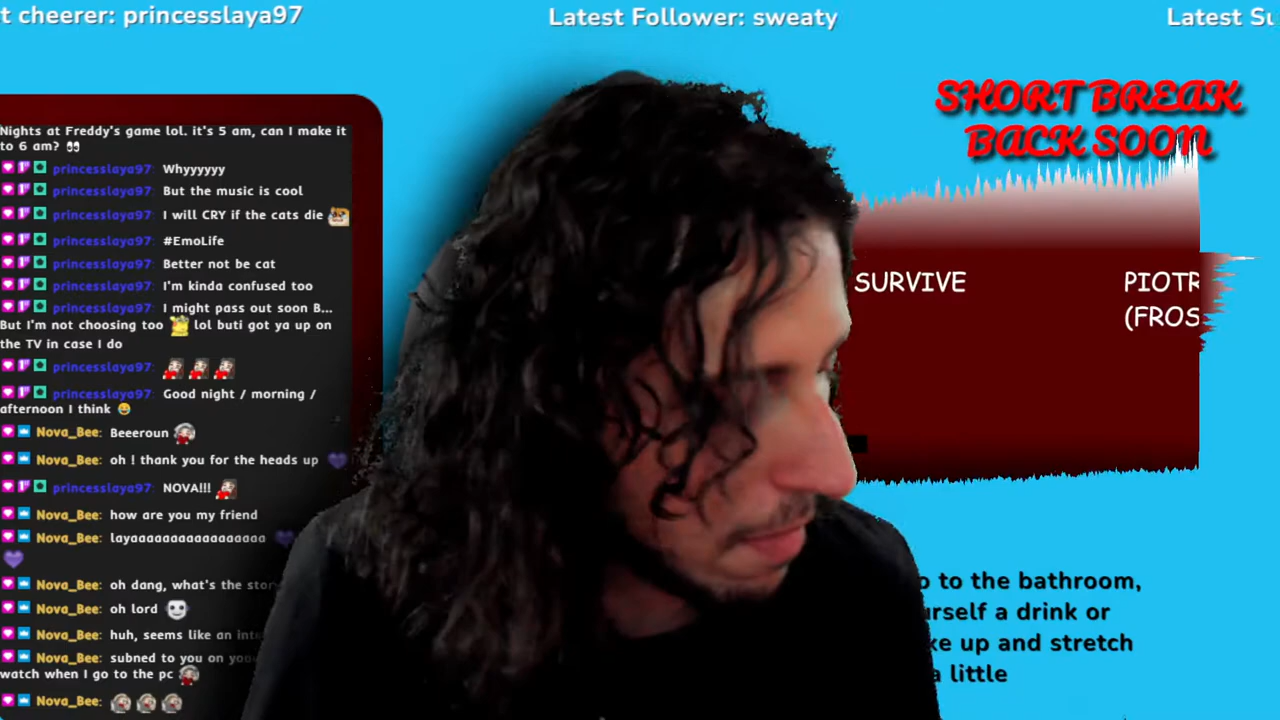 t cheerer: princesslaya97
Latest Follower: sweaty
Latest Su
Nights at Freddy's game lol. it's 5 am, can I make it
to 6 am?
princesslaya97: Whyyyyyy
princesslaya97: But the music is cool
princesslaya97: I will CRY if the cats die
princesslaya97: #EmoLife
princesslaya97: Better not be cat
princesslaya97: I'm kinda confused too
princesslaya97: I might pass out soon B...
But I'm not choosing too lol buti got ya up on
the TV in case I do
princesslaya97:
princesslaya97: Good night / morning /
afternoon I think
Nova_Bee: Beeeroun
Nova_Bee: oh ! thank you for the heads up
princesslaya97: NOVA!!!
Nova_Bee: how are you my friend
Nova_Bee: layaaaaaaaaaaaaaaaaa
Nova_Bee: oh dang, what's the stor
Nova_Bee: oh lord
Nova_Bee: huh, seems like an int
Nova_Bee: subned to you on you
watch when I go to the pc
Nova_Bee:
SHORT BREAK
BACK SOON
SURVIVE
PIOTR
(FROS
o to the bathroom,
urself a drink or
ke up and stretch
a little